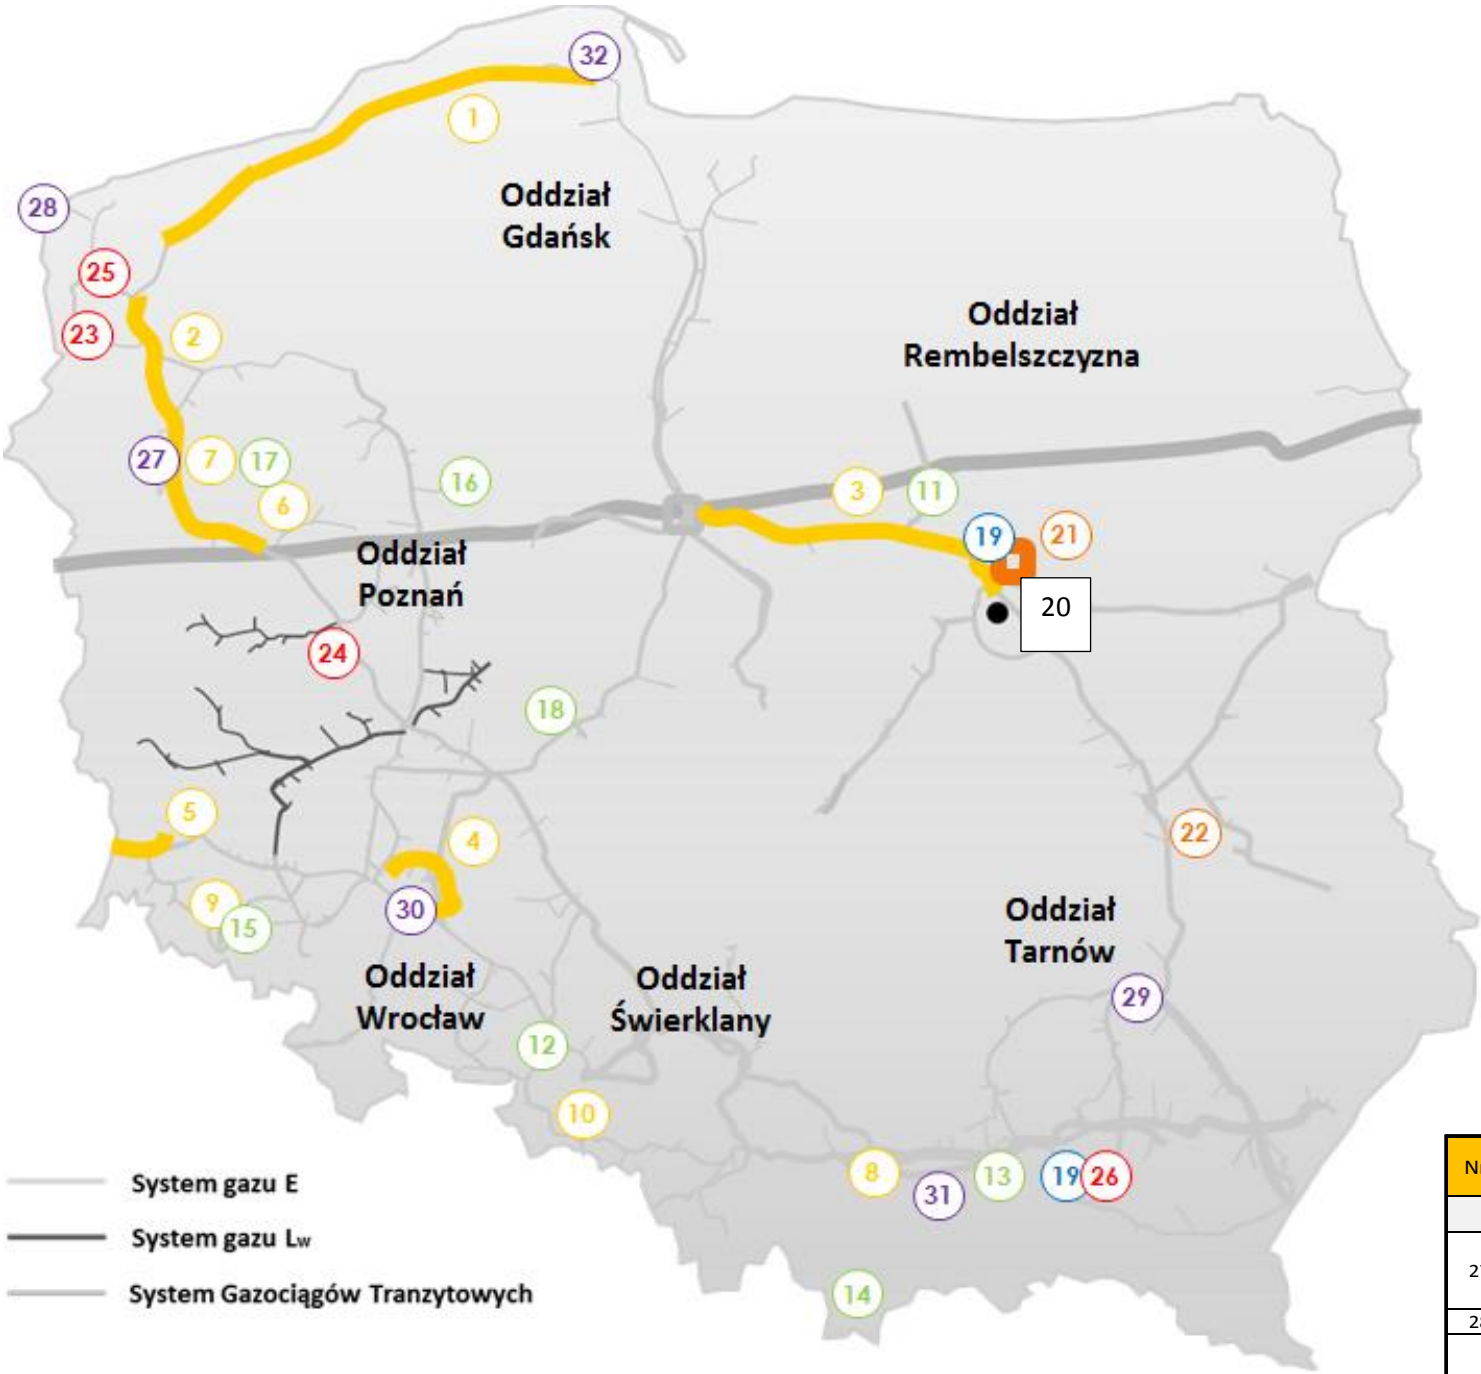 32
1
Oddział
Gdańsk
28
25
23
2
Oddział
Rembelszczyzna
27
7
17
6
16
3
11
19
21
20
Oddział
Poznań
24
18
5
4
22
9
15
30
Oddział
Wrocław
Oddział
Świerklany
Oddział
Tarnów
29
12
10
8
31
13
19
26
14
System gazu E
System gazu Lw
System Gazociągów Tranzytowych